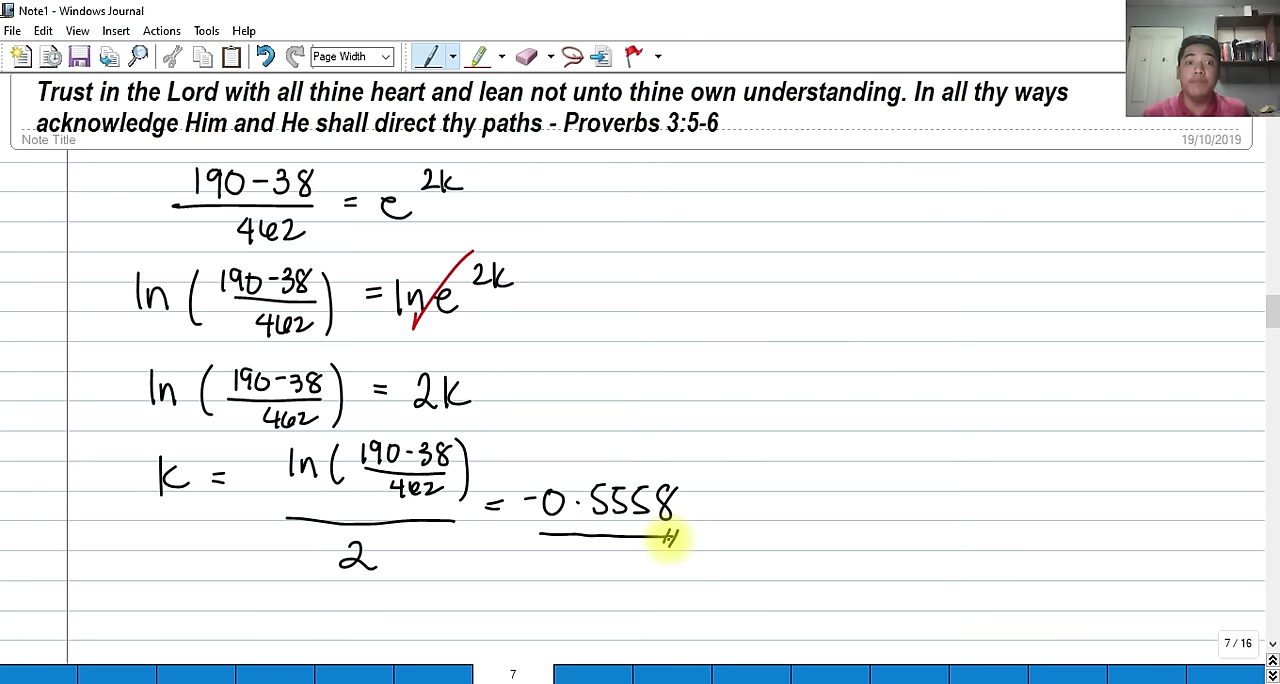 Note1 - Windows Journal
File Edit View Insert Actions Tools Help
Page Width
Trust in the Lord with all thine heart and lean not unto thine own understanding. In all thy ways
acknowledge Him and He shall direct thy paths - Proverbs 3:5-6
Note Title 19/10/2019
190-38
/462 = e^2k
ln (190-38/462) = ln e^2k
ln (190-38/462) = 2k
k = ln (190-38/462)/2 = -0.5558
7 / 16
7